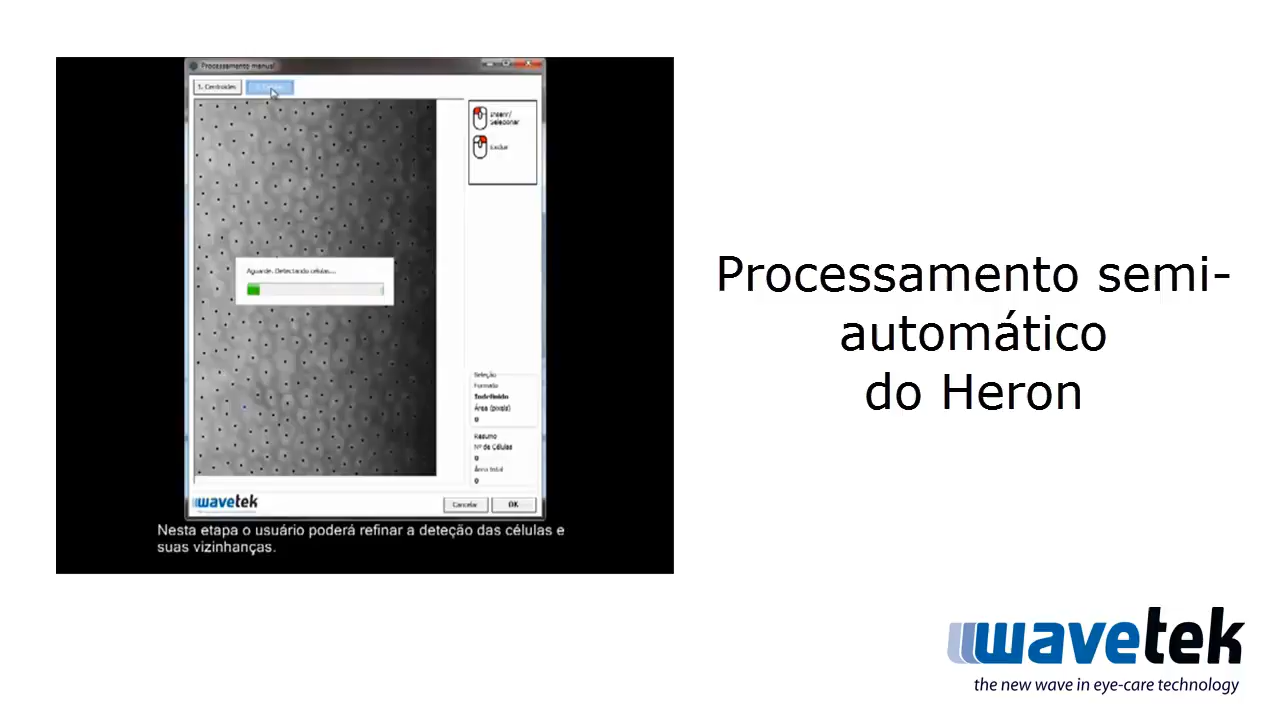 Processamento manual
1. Centroides
Inserir/
Selecionar
Excluir
Aguarde. Detectando células...
Seleção
Formato
Indefinido
Área (pixels)
0
Resumo
Nº de Células
0
Área total
0
wavetek
Cancelar
OK
Nesta etapa o usuário poderá refinar a deteção das células e
suas vizinhanças.
Processamento semi-
automático
do Heron
wavetek
the new wave in eye-care technology